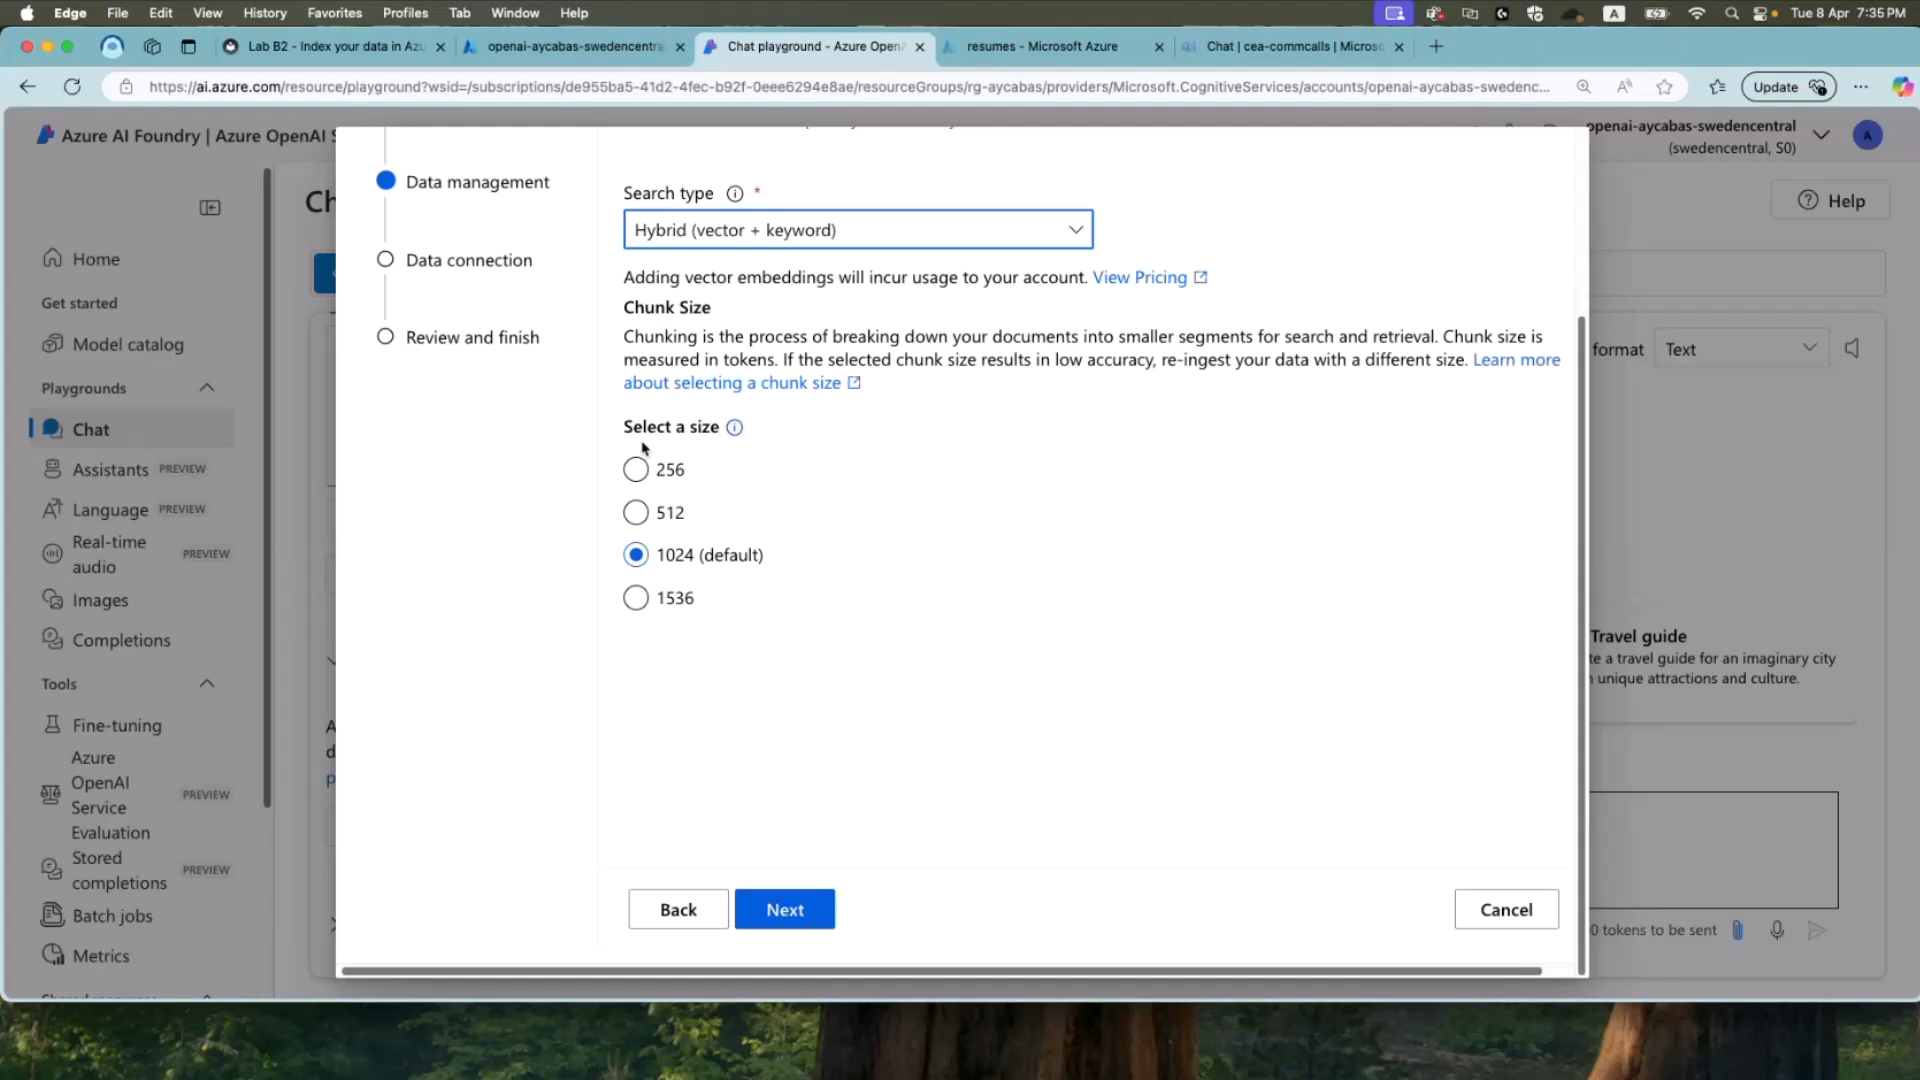 Edge File Edit View History Favorites Profiles Tab Window Help
A
Tue 8 Apr 7:35 PM
Lab B2 - Index your data in Azu
openai-aycabas-swedencentra
Chat playground - Azure OpenA
resumes - Microsoft Azure
Chat | cea-commcalls | Microsc
https://ai.azure.com/resource/playground?wsid=/subscriptions/de955ba5-41d2-4fec-b92f-0eee6294e8ae/resourceGroups/rg-aycabas/providers/Microsoft.CognitiveServices/accounts/openai-aycabas-swedenc...
Update
Azure AI Foundry | Azure OpenAI S
openai-aycabas-swedencentral
(swedencentral, S0)
A
Ch
Help
Home
Get started
Model catalog
Playgrounds
Chat
Assistants PREVIEW
Language PREVIEW
Real-time
audio
PREVIEW
Images
Completions
Tools
Fine-tuning
Azure
OpenAI
Service
Evaluation
PREVIEW
Stored
completions
PREVIEW
Batch jobs
Metrics
Data management
Data connection
Review and finish
Search type *
Hybrid (vector + keyword)
Adding vector embeddings will incur usage to your account. View Pricing
Chunk Size
Chunking is the process of breaking down your documents into smaller segments for search and retrieval. Chunk size is
measured in tokens. If the selected chunk size results in low accuracy, re-ingest your data with a different size. Learn more
about selecting a chunk size
Select a size
256
512
1024 (default)
1536
Back
Next
Cancel
format
Text
Travel guide
te a travel guide for an imaginary city
unique attractions and culture.
0 tokens to be sent
A
d
p